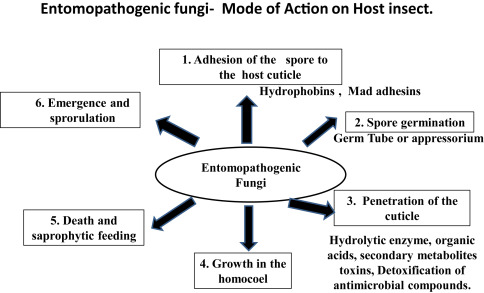 Entomopathogenic fungi-  Mode of Action on Host insect.
1. Adhesion of the  spore to
the host cuticle
Hydrophobins , Mad adhesins
2. Spore germination
Germ Tube or appressorium
3.  Penetration of the
cuticle
Hydrolytic enzyme, organic
acids, secondary metabolites
toxins, Detoxification of
antimicrobial compounds.
4. Growth in the
homocoel
5. Death and
saprophytic feeding
6. Emergence and
sprorulation
Entomopathogenic
Fungi